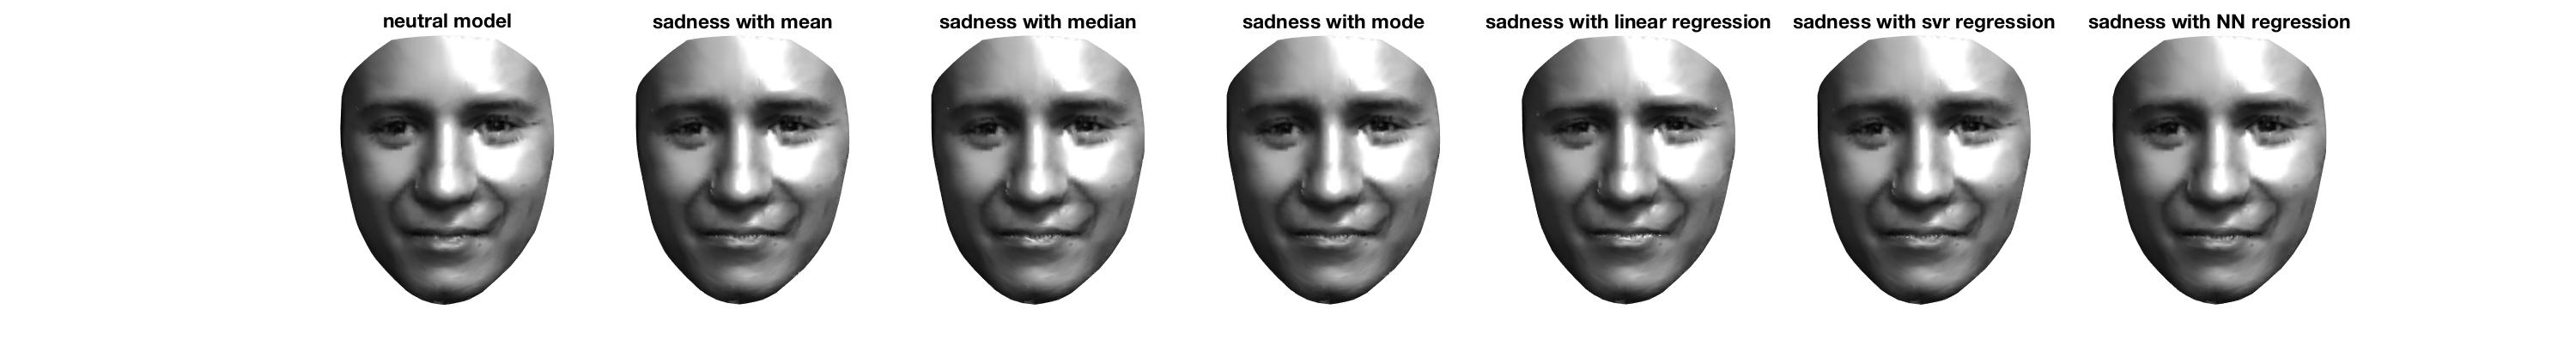 neutral model
sadness with mean
sadness with median
sadness with mode
sadness with linear regression
sadness with svr regression
sadness with NN regression